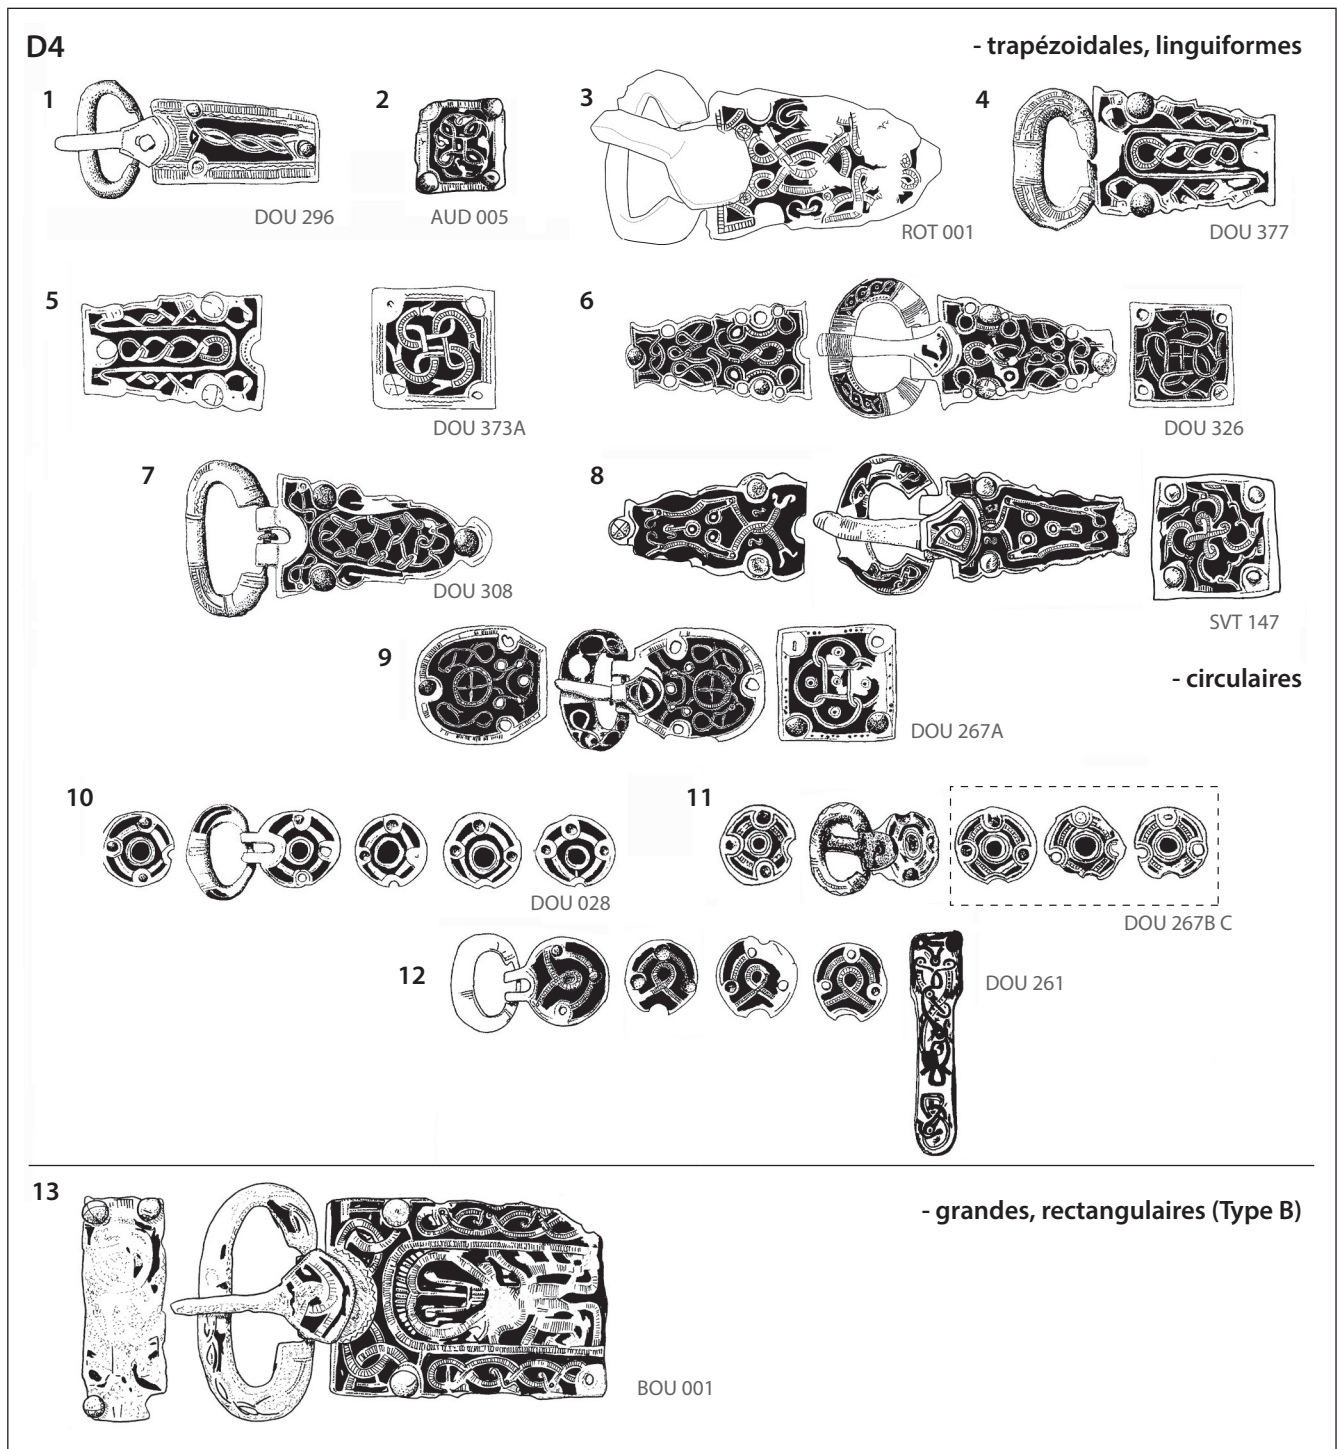 D4
- trapézoidales, linguiformes
1
DOU 296
2
AUD 005
3
ROT 001
4
DOU 377
5
DOU 373A
6
DOU 326
7
DOU 308
8
SVT 147
- circulaires
9
DOU 267A
10
DOU 028
11
DOU 267B C
12
DOU 261
- grandes, rectangulaires (Type B)
13
BOU 001